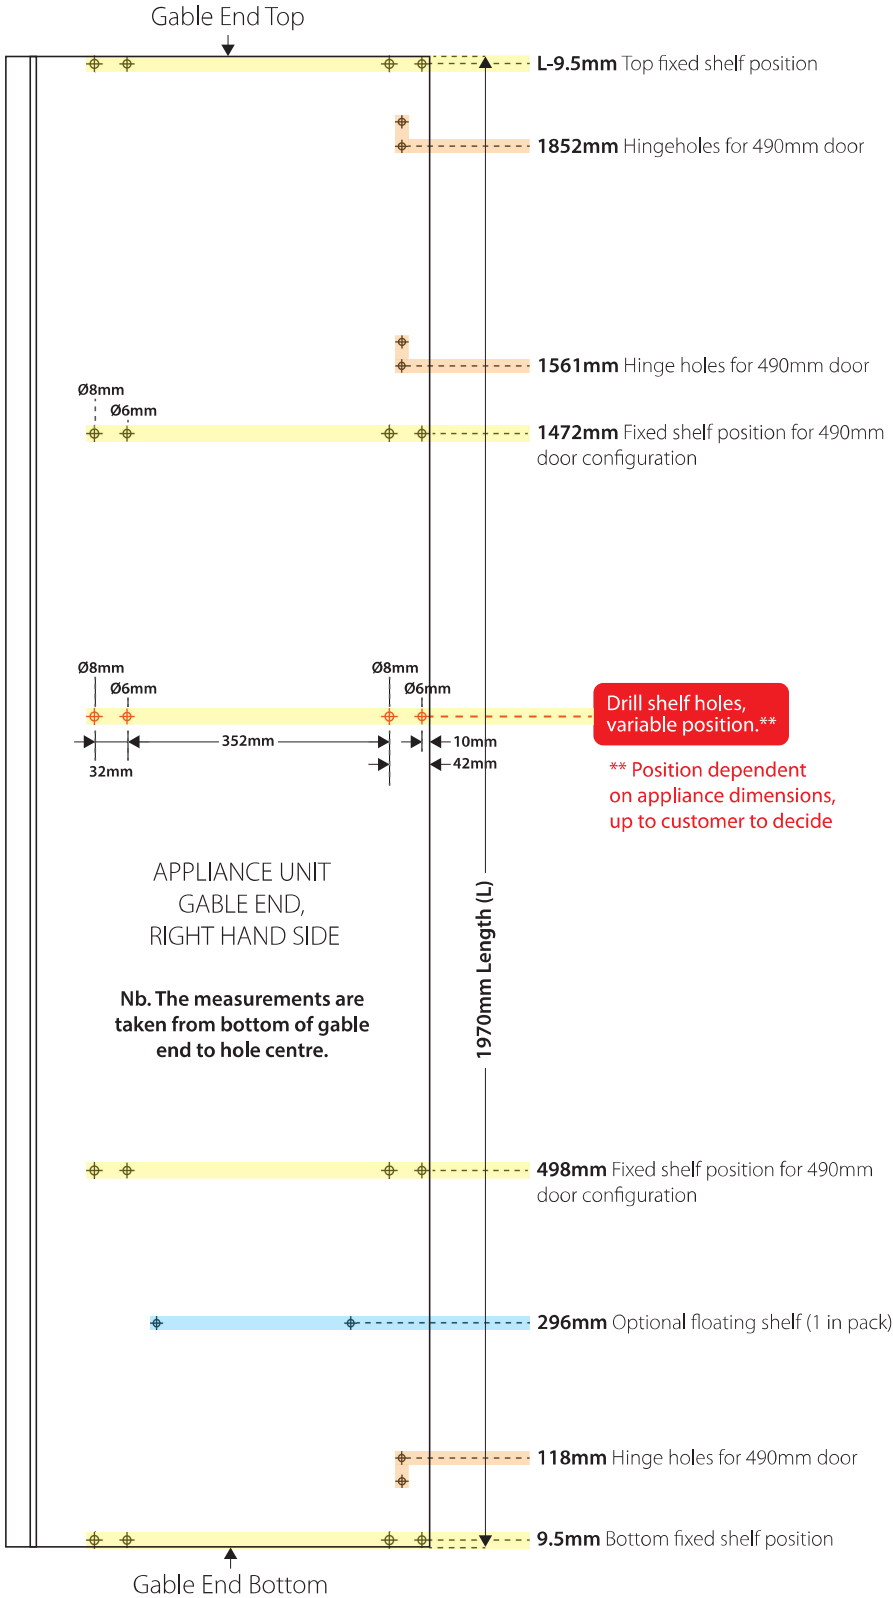 Gable End Top
L-9.5mm Top fixed shelf position
1852mm Hingeholes for 490mm door
1561mm Hinge holes for 490mm door
Ø8mm
Ø6mm
1472mm Fixed shelf position for 490mm
door configuration
Ø8mm
Ø6mm
Ø8mm
Ø6mm
Drill shelf holes,
variable position.**
352mm
10mm
32mm
42mm
** Position dependent
on appliance dimensions,
up to customer to decide
APPLIANCE UNIT
GABLE END,
RIGHT HAND SIDE
1970mm Length (L)
Nb. The measurements are
taken from bottom of gable
end to hole centre.
498mm Fixed shelf position for 490mm
door configuration
296mm Optional floating shelf (1 in pack)
118mm Hinge holes for 490mm door
9.5mm Bottom fixed shelf position
Gable End Bottom